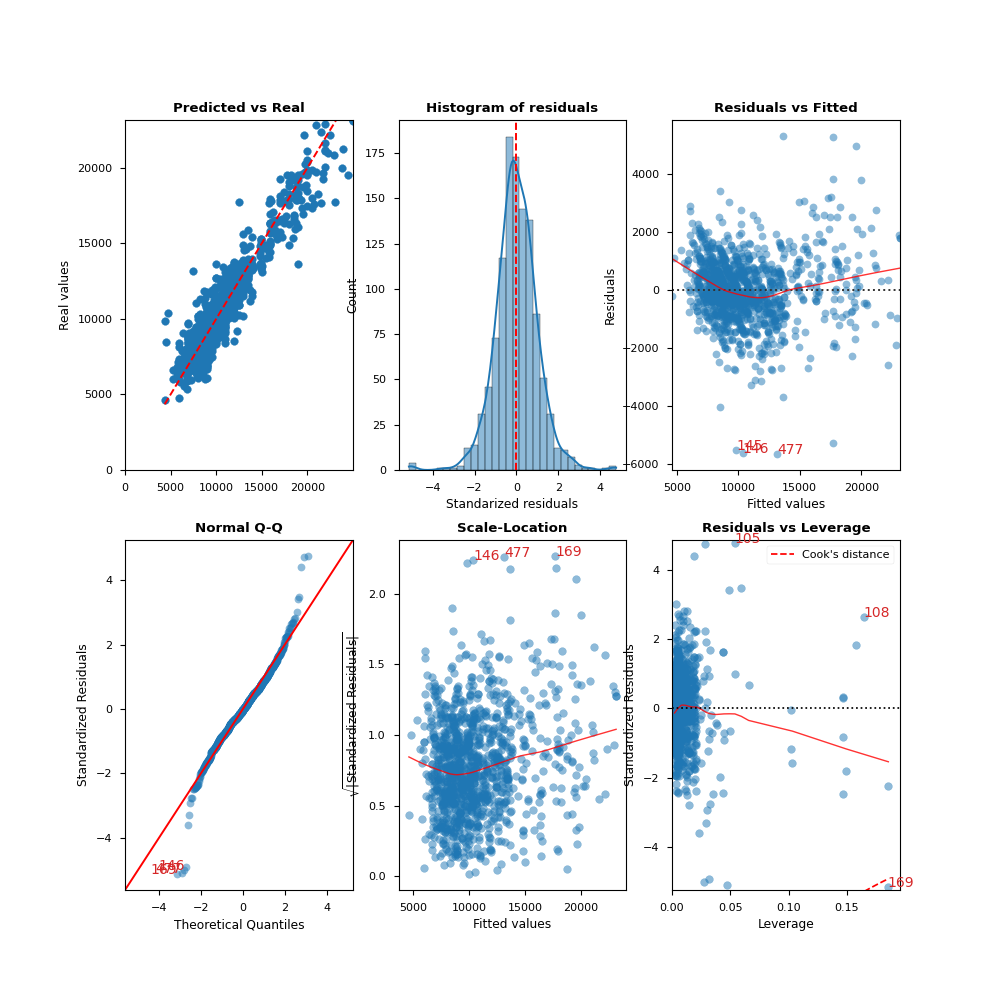 Predicted vs Real
Real values
20000
15000
10000
5000
0
0 5000 10000 15000 20000
Histogram of residuals
Count
175
150
125
100
75
50
25
0
−4 −2 0 2 4
Standarized residuals
Residuals vs Fitted
Residuals
4000
2000
0
−2000
−4000
−6000
145
146
477
5000 10000 15000 20000
Fitted values
Normal Q-Q
Standardized Residuals
4
2
0
−2
−4
146
169
−4 −2 0 2 4
Theoretical Quantiles
Scale-Location
√|Standardized Residuals|
2.0
1.5
1.0
0.5
0.0
146
477
169
5000 10000 15000 20000
Fitted values
Residuals vs Leverage
Standardized Residuals
4
2
0
−2
−4
105
Cook's distance
108
169
0.00 0.05 0.10 0.15
Leverage